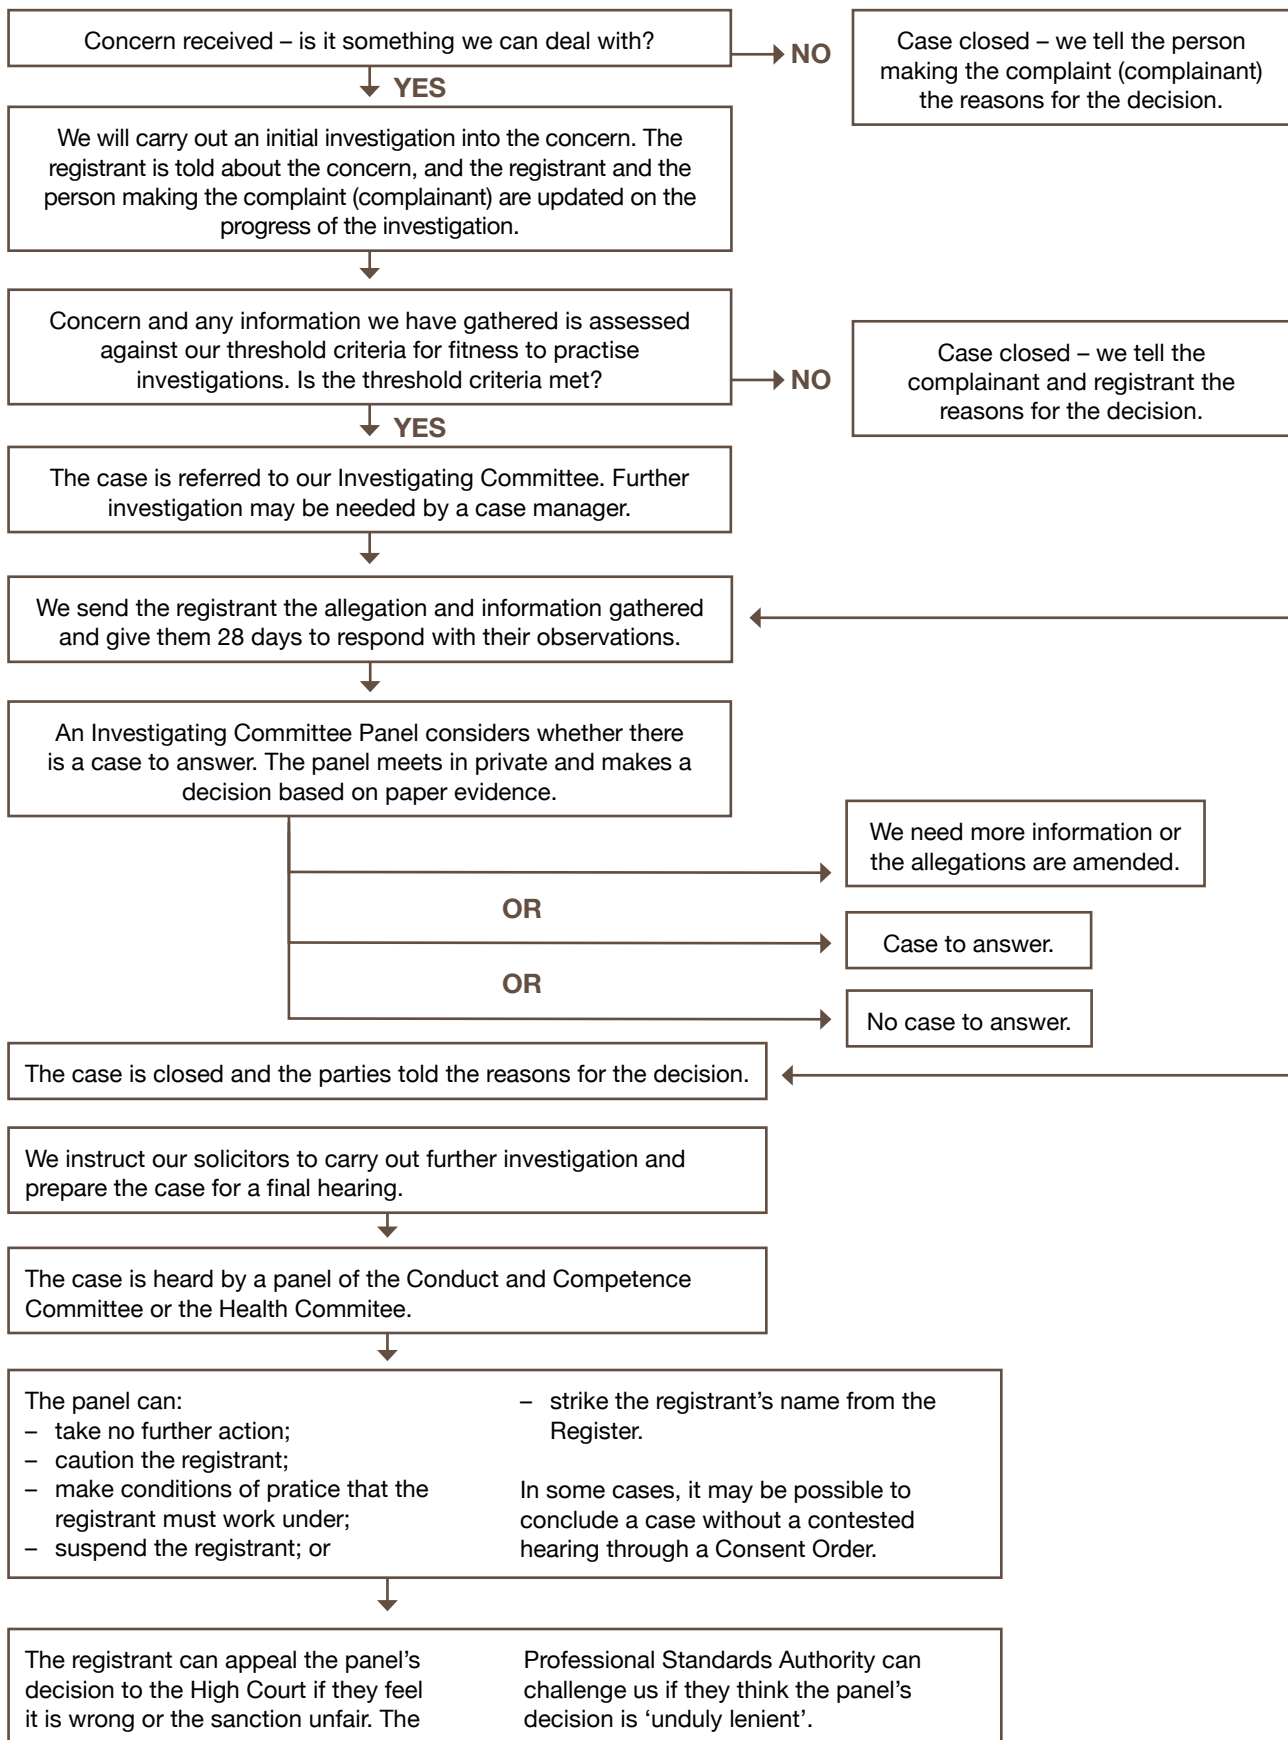 Concern received – is it something we can deal with?
NO
Case closed – we tell the person
making the complaint (complainant)
the reasons for the decision.
YES
We will carry out an initial investigation into the concern. The
registrant is told about the concern, and the registrant and the
person making the complaint (complainant) are updated on the
progress of the investigation.
Concern and any information we have gathered is assessed
against our threshold criteria for fitness to practise
investigations. Is the threshold criteria met?
NO
Case closed – we tell the
complainant and registrant the
reasons for the decision.
YES
The case is referred to our Investigating Committee. Further
investigation may be needed by a case manager.
We send the registrant the allegation and information gathered
and give them 28 days to respond with their observations.
An Investigating Committee Panel considers whether there
is a case to answer. The panel meets in private and makes a
decision based on paper evidence.
We need more information or
the allegations are amended.
OR
Case to answer.
OR
No case to answer.
The case is closed and the parties told the reasons for the decision.
We instruct our solicitors to carry out further investigation and
prepare the case for a final hearing.
The case is heard by a panel of the Conduct and Competence
Committee or the Health Commitee.
The panel can:
– take no further action;
– caution the registrant;
– make conditions of pratice that the
registrant must work under;
– suspend the registrant; or
– strike the registrant’s name from the
Register.
In some cases, it may be possible to
conclude a case without a contested
hearing through a Consent Order.
The registrant can appeal the panel’s
decision to the High Court if they feel
it is wrong or the sanction unfair. The
Professional Standards Authority can
challenge us if they think the panel’s
decision is ‘unduly lenient’.